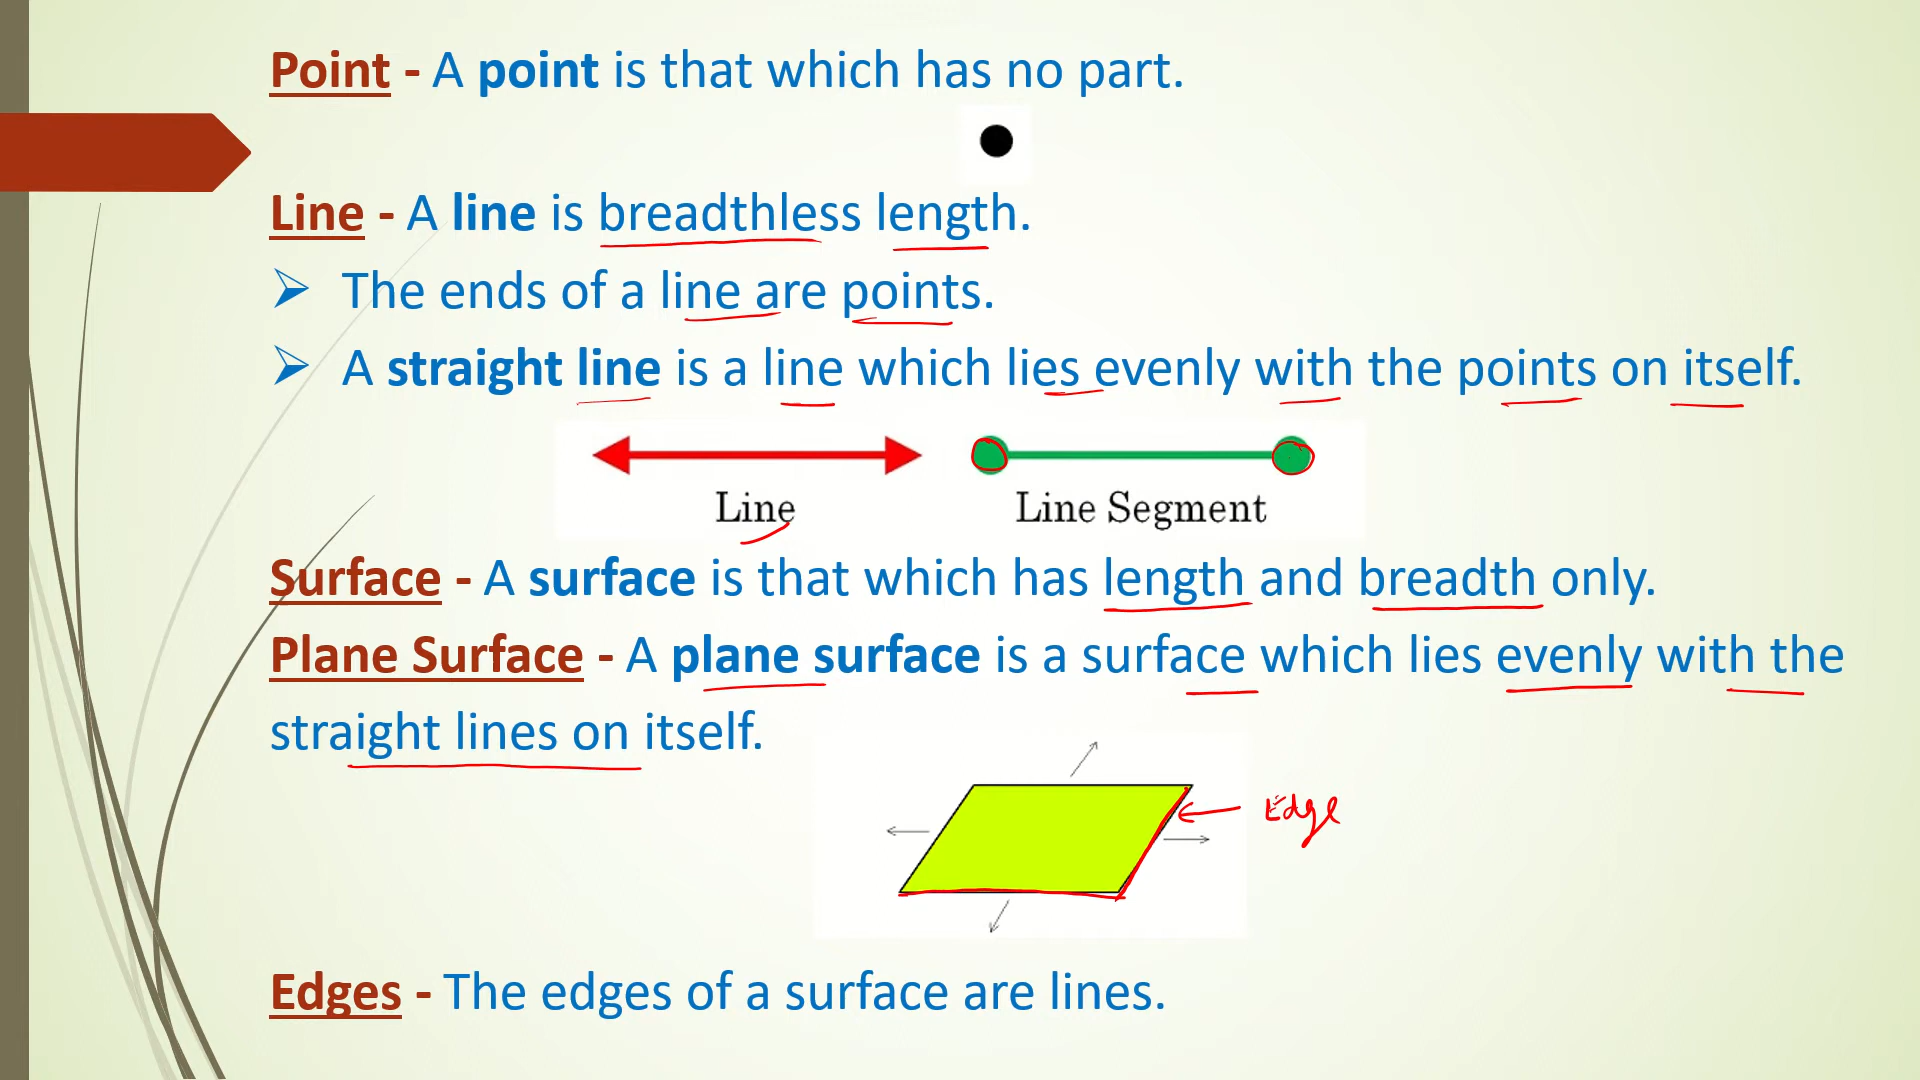 Point - A point is that which has no part.
Line - A line is breadthless length.
➢ The ends of a line are points.
➢ A straight line is a line which lies evenly with the points on itself.
Line
Line Segment
Surface - A surface is that which has length and breadth only.
Plane Surface - A plane surface is a surface which lies evenly with the
straight lines on itself.
Edge
Edges - The edges of a surface are lines.